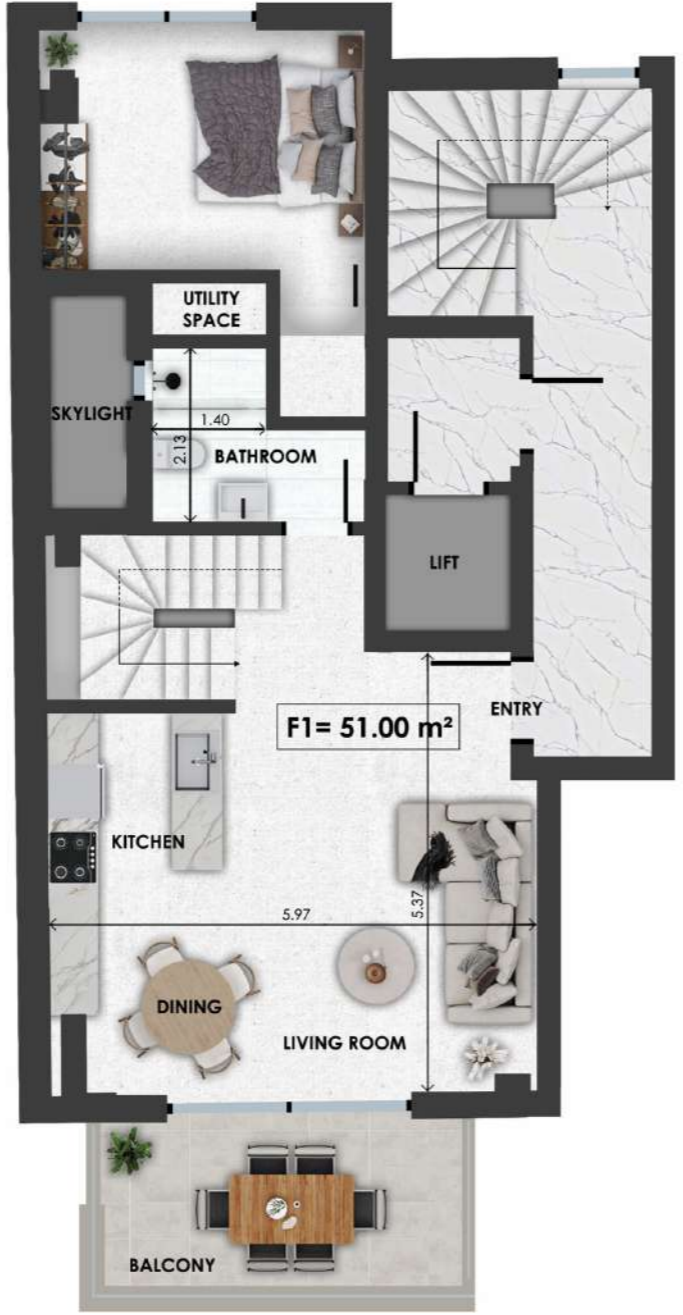 UTILITY
SPACE
SKYLIGHT
1.40
2.13
BATHROOM
LIFT
F1= 51.00 m²
ENTRY
KITCHEN
5.97
5.37
DINING
LIVING ROOM
BALCONY